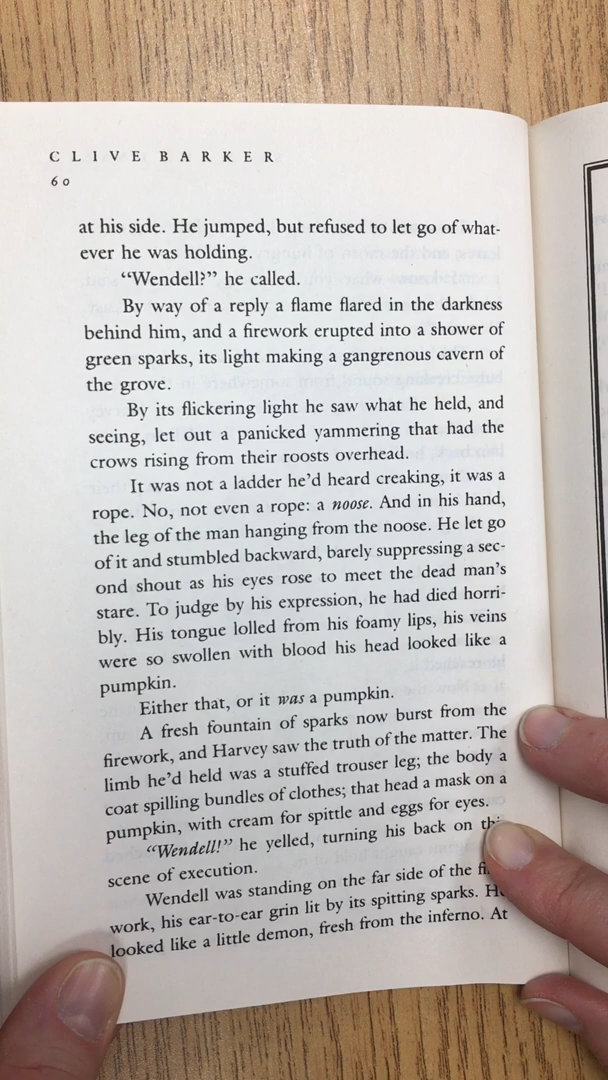 CLIVE BARKER
60
at his side. He jumped, but refused to let go of what-
ever he was holding.
“Wendell?” he called.
By way of a reply a flame flared in the darkness
behind him, and a firework erupted into a shower of
green sparks, its light making a gangrenous cavern of
the grove.
By its flickering light he saw what he held, and
seeing, let out a panicked yammering that had the
crows rising from their roosts overhead.
It was not a ladder he’d heard creaking, it was a
rope. No, not even a rope: a noose. And in his hand,
the leg of the man hanging from the noose. He let go
of it and stumbled backward, barely suppressing a sec-
ond shout as his eyes rose to meet the dead man’s
stare. To judge by his expression, he had died horri-
bly. His tongue lolled from his foamy lips, his veins
were so swollen with blood his head looked like a
pumpkin.
Either that, or it was a pumpkin.
A fresh fountain of sparks now burst from the
firework, and Harvey saw the truth of the matter. The
limb he’d held was a stuffed trouser leg; the body a
coat spilling bundles of clothes; that head a mask on a
pumpkin, with cream for spittle and eggs for eyes.
“Wendell!” he yelled, turning his back on
scene of execution.
Wendell was standing on the far side of the
work, his ear-to-ear grin lit by its spitting sparks. He
looked like a little demon, fresh from the inferno. At